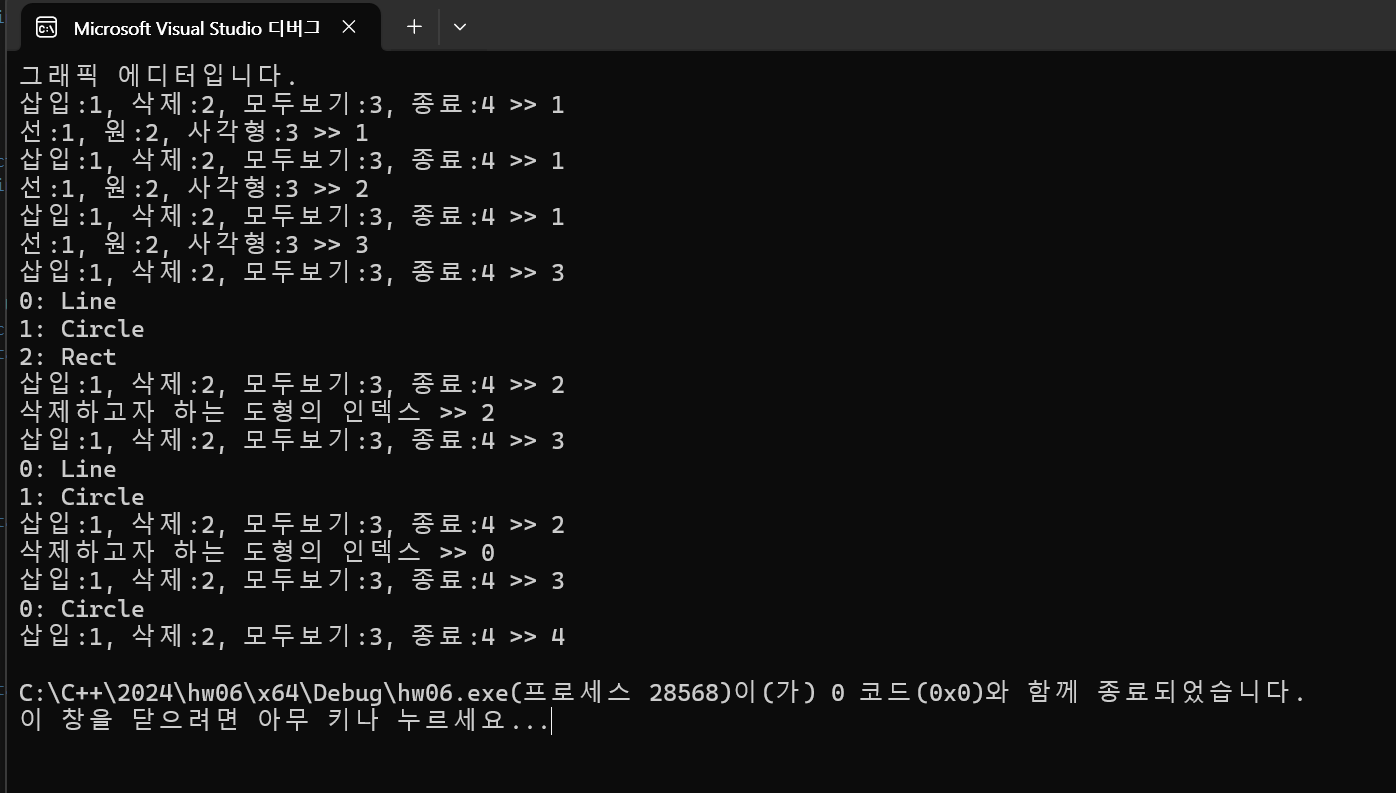 Microsoft Visual Studio 디버그
그래픽 에디터입니다.
삽입:1, 삭제:2, 모두보기:3, 종료:4 >> 1
선:1, 원:2, 사각형:3 >> 1
삽입:1, 삭제:2, 모두보기:3, 종료:4 >> 1
선:1, 원:2, 사각형:3 >> 2
삽입:1, 삭제:2, 모두보기:3, 종료:4 >> 1
선:1, 원:2, 사각형:3 >> 3
삽입:1, 삭제:2, 모두보기:3, 종료:4 >> 3
0: Line
1: Circle
2: Rect
삽입:1, 삭제:2, 모두보기:3, 종료:4 >> 2
삭제하고자 하는 도형의 인덱스 >> 2
삽입:1, 삭제:2, 모두보기:3, 종료:4 >> 3
0: Line
1: Circle
삽입:1, 삭제:2, 모두보기:3, 종료:4 >> 2
삭제하고자 하는 도형의 인덱스 >> 0
삽입:1, 삭제:2, 모두보기:3, 종료:4 >> 3
0: Circle
삽입:1, 삭제:2, 모두보기:3, 종료:4 >> 4
C:\C++\2024\hw06\x64\Debug\hw06.exe(프로세스 28568)이(가) 0 코드(0x0)와 함께 종료되었습니다.
이 창을 닫으려면 아무 키나 누르세요...